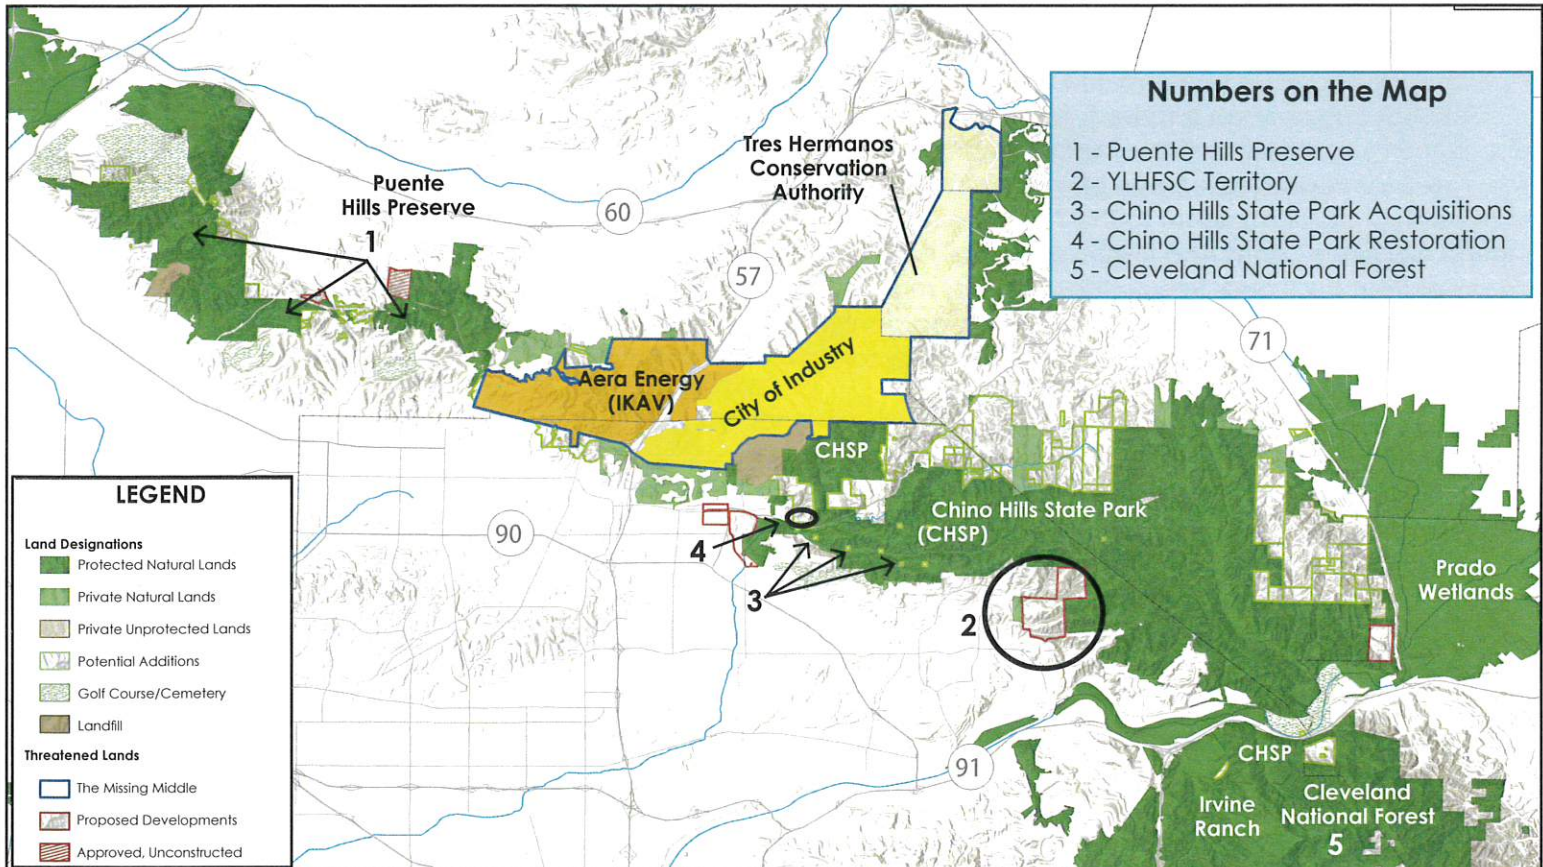 Numbers on the Map
1 - Puente Hills Preserve
2 - YLHFSC Territory
3 - Chino Hills State Park Acquisitions
4 - Chino Hills State Park Restoration
5 - Cleveland National Forest
Tres Hermanos
Conservation
Authority
Puente
Hills Preserve
1
60
57
71
Aera Energy
(IKAV)
City of Industry
CHSP
Chino Hills State Park
(CHSP)
90
4
3
2
Prado
Wetlands
91
CHSP
Irvine
Ranch
Cleveland
National Forest
5
LEGEND
Land Designations
Protected Natural Lands
Private Natural Lands
Private Unprotected Lands
Potential Additions
Golf Course/Cemetery
Landfill
Threatened Lands
The Missing Middle
Proposed Developments
Approved, Unconstructed